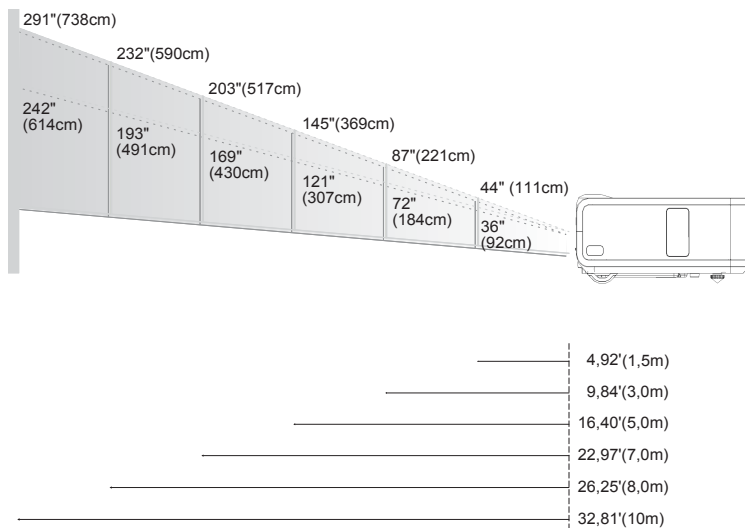 291"(738cm)
232"(590cm)
203"(517cm)
145"(369cm)
87"(221cm)
44" (111cm)
242"
(614cm)
193"
(491cm)
169"
(430cm)
121"
(307cm)
72"
(184cm)
36"
(92cm)
4,92'(1,5m)
9,84'(3,0m)
16,40'(5,0m)
22,97'(7,0m)
26,25'(8,0m)
32,81'(10m)